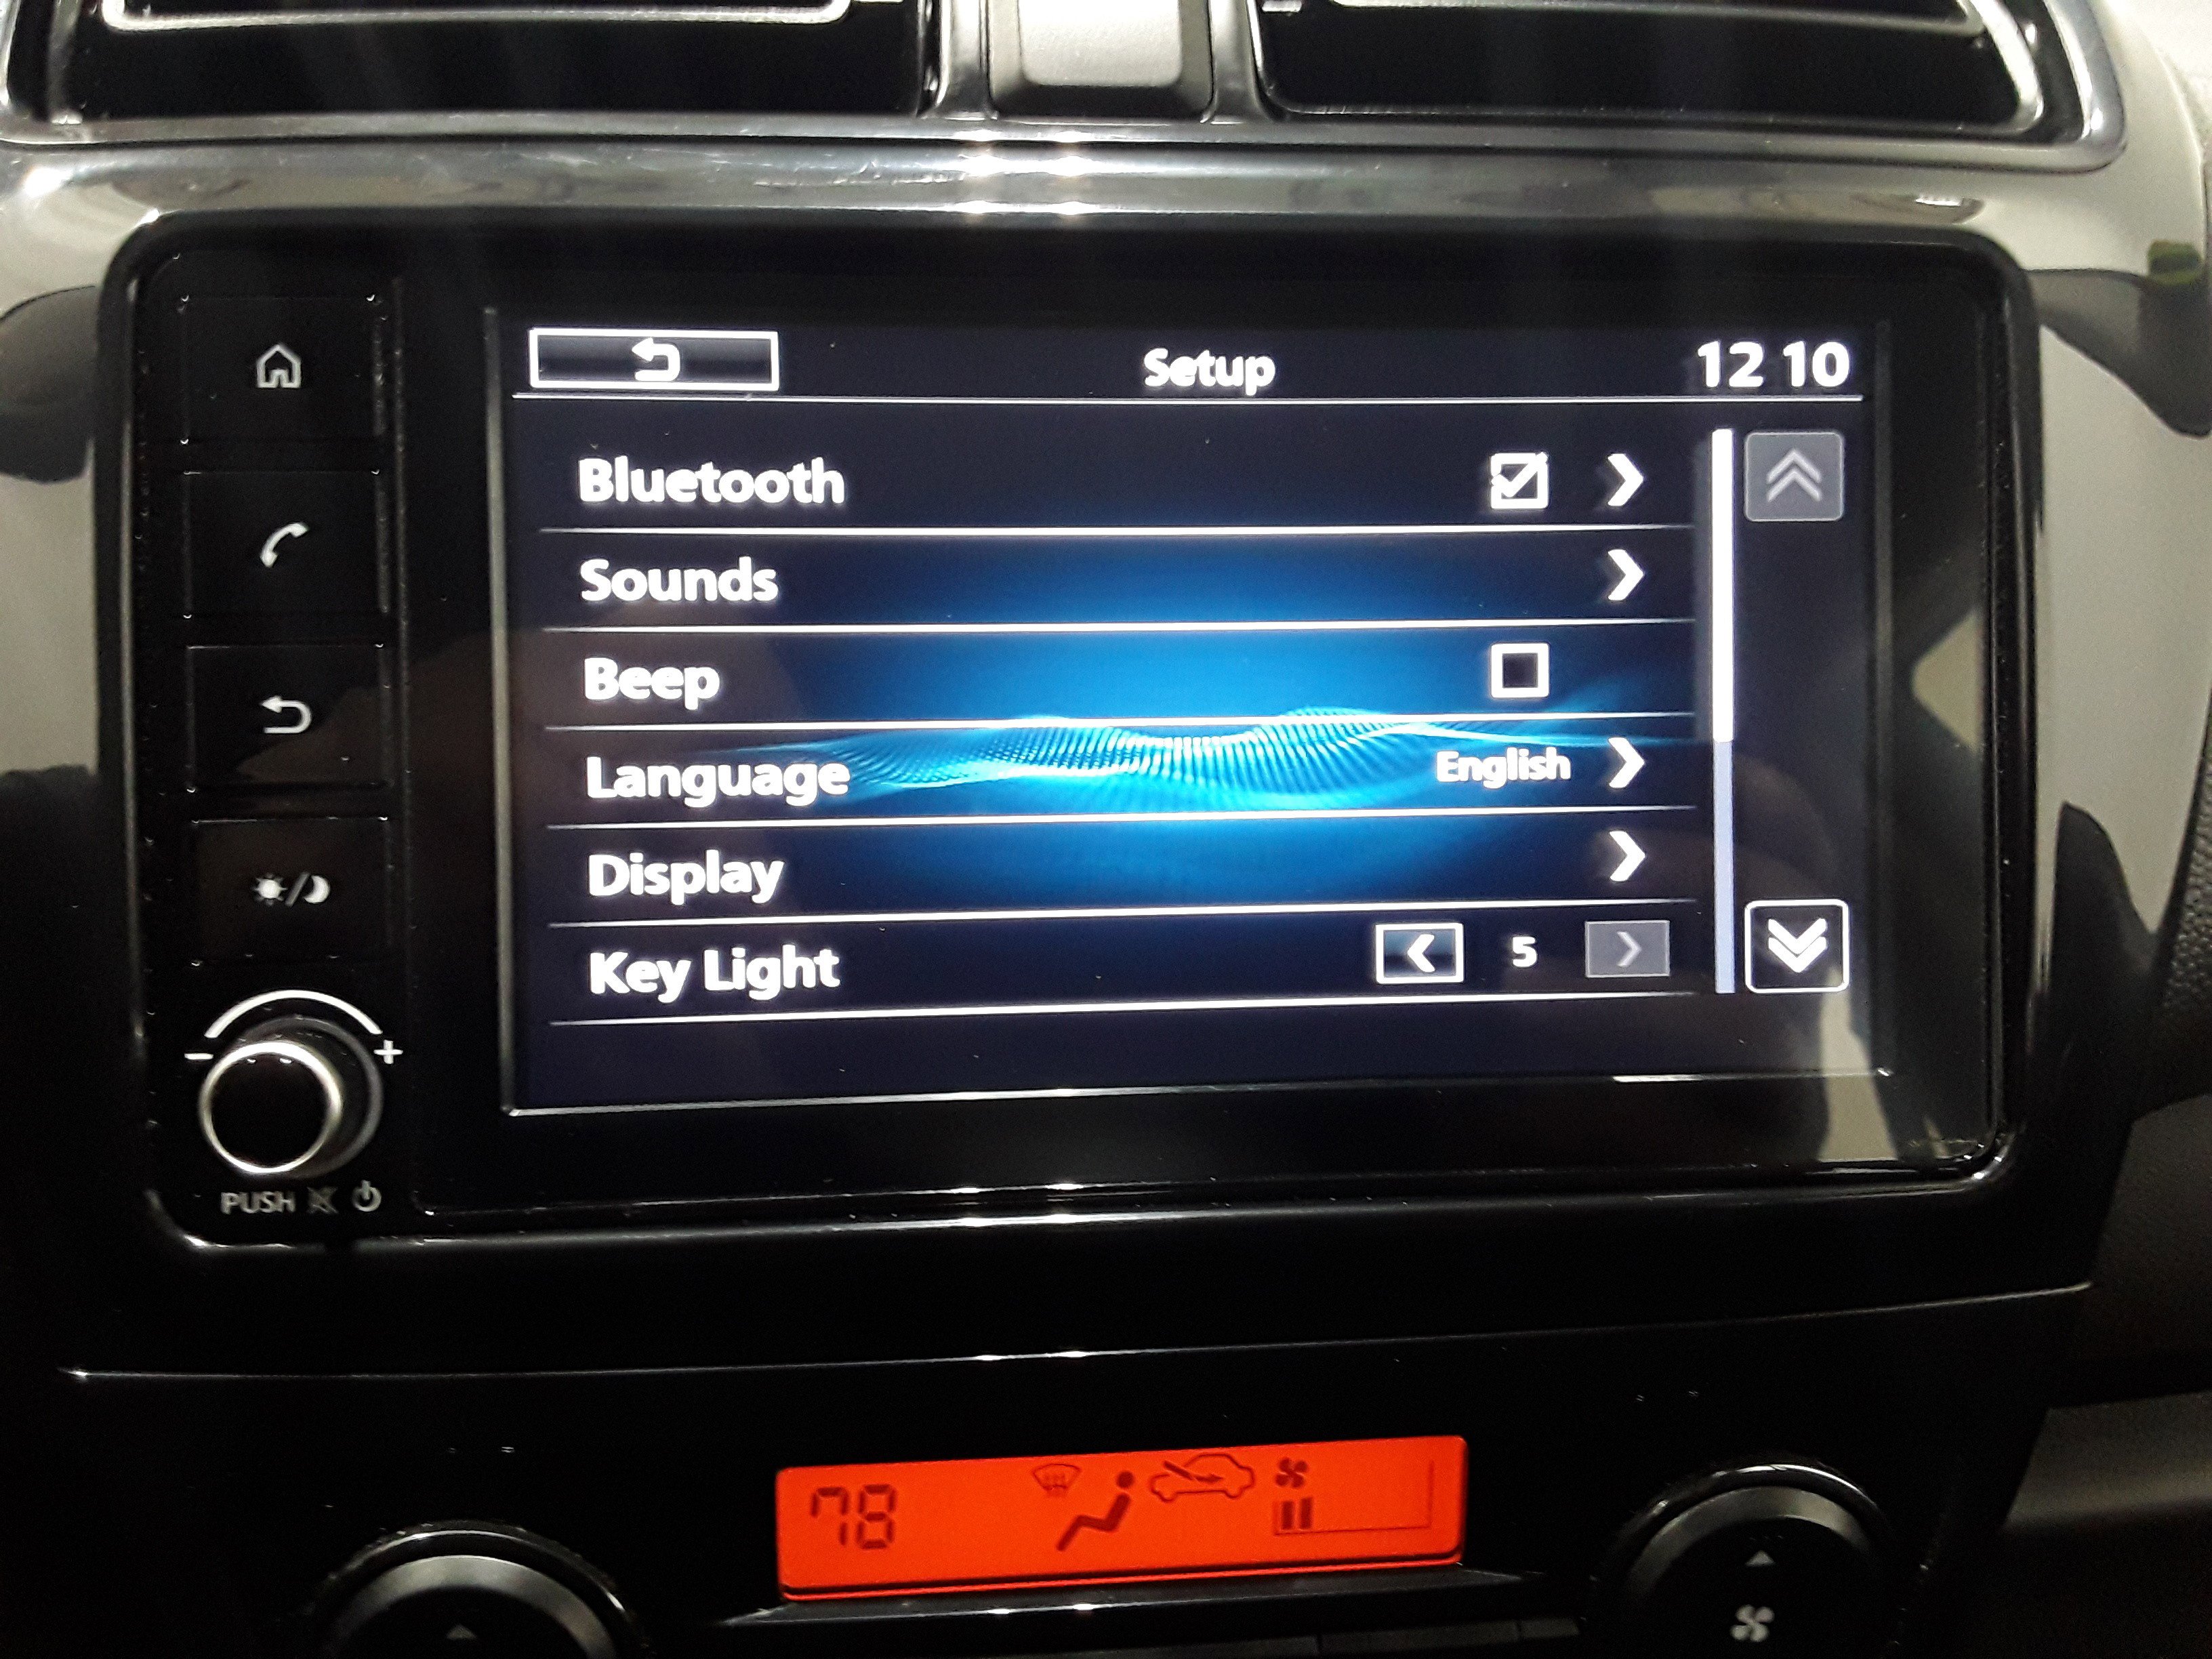 Setup
12 10
Bluetooth
Sounds
Beep
Language English
Display
Key Light 5
- +
PUSH
78